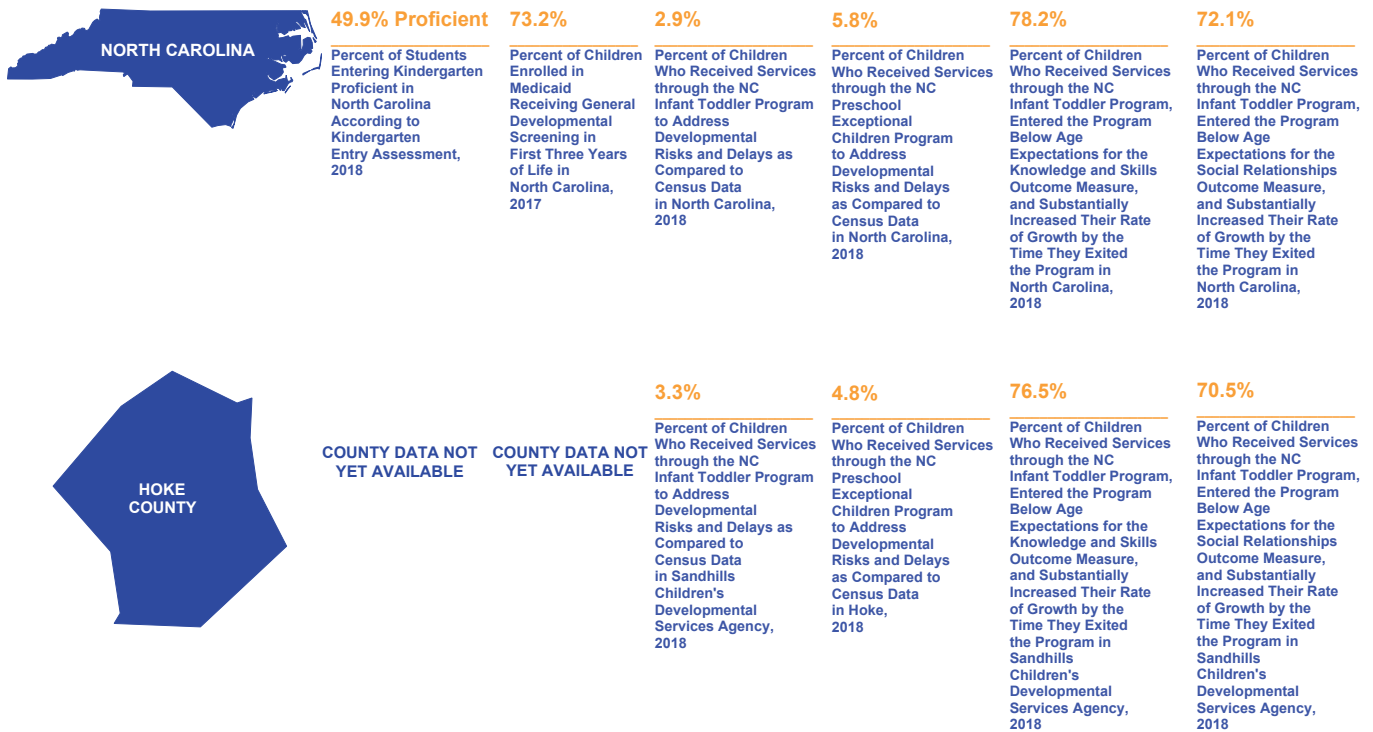 NORTH CAROLINA
49.9% Proficient
Percent of Students
Entering Kindergarten
Proficient in
North Carolina
According to
Kindergarten
Entry Assessment,
2018
73.2%
Percent of Children
Enrolled in
Medicaid
Receiving General
Developmental
Screening in
First Three Years
of Life in
North Carolina,
2017
2.9%
Percent of Children
Who Received Services
through the NC
Infant Toddler Program
to Address
Developmental
Risks and Delays as
Compared to
Census Data
in North Carolina,
2018
5.8%
Percent of Children
Who Received Services
through the NC
Preschool
Exceptional
Children Program
to Address
Developmental
Risks and Delays
as Compared to
Census Data
in North Carolina,
2018
78.2%
Percent of Children
Who Received Services
through the NC
Infant Toddler Program,
Entered the Program
Below Age
Expectations for the
Knowledge and Skills
Outcome Measure,
and Substantially
Increased Their Rate
of Growth by the
Time They Exited
the Program in
North Carolina,
2018
72.1%
Percent of Children
Who Received Services
through the NC
Infant Toddler Program,
Entered the Program
Below Age
Expectations for the
Social Relationships
Outcome Measure,
and Substantially
Increased Their Rate
of Growth by the
Time They Exited
the Program in
North Carolina,
2018
HOKE
COUNTY
COUNTY DATA NOT
YET AVAILABLE
COUNTY DATA NOT
YET AVAILABLE
3.3%
Percent of Children
Who Received Services
through the NC
Infant Toddler Program
to Address
Developmental
Risks and Delays as
Compared to
Census Data
in Sandhills
Children's
Developmental
Services Agency,
2018
4.8%
Percent of Children
Who Received Services
through the NC
Preschool
Exceptional
Children Program
to Address
Developmental
Risks and Delays
as Compared to
Census Data
in Hoke,
2018
76.5%
Percent of Children
Who Received Services
through the NC
Infant Toddler Program,
Entered the Program
Below Age
Expectations for the
Knowledge and Skills
Outcome Measure,
and Substantially
Increased Their Rate
of Growth by the
Time They Exited
the Program in
Sandhills
Children's
Developmental
Services Agency,
2018
70.5%
Percent of Children
Who Received Services
through the NC
Infant Toddler Program,
Entered the Program
Below Age
Expectations for the
Social Relationships
Outcome Measure,
and Substantially
Increased Their Rate
of Growth by the
Time They Exited
the Program in
Sandhills
Children's
Developmental
Services Agency,
2018